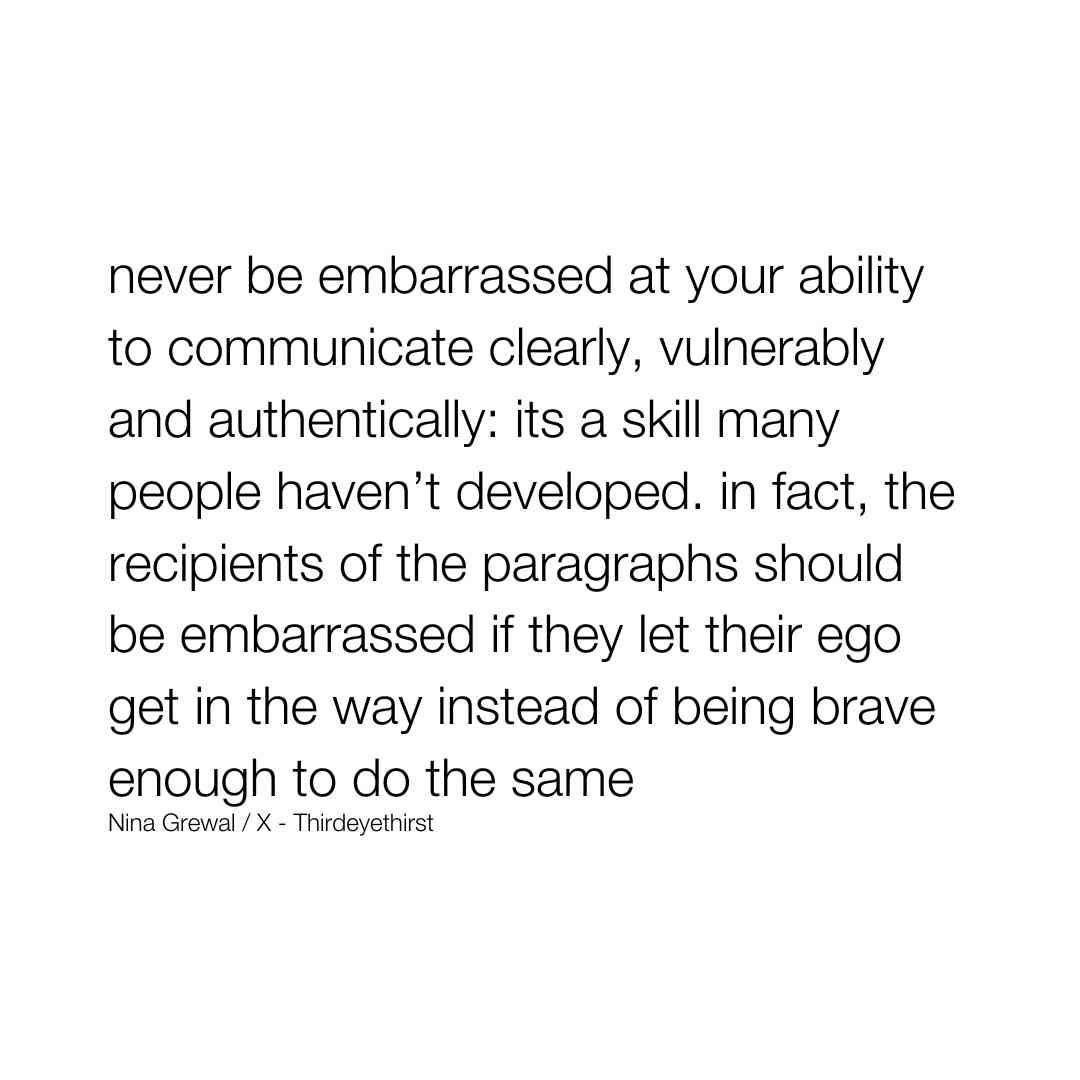 never be embarrassed at your ability
to communicate clearly, vulnerably
and authentically: its a skill many
people haven’t developed. in fact, the
recipients of the paragraphs should
be embarrassed if they let their ego
get in the way instead of being brave
enough to do the same
Nina Grewal / X - Thirdeyethirst